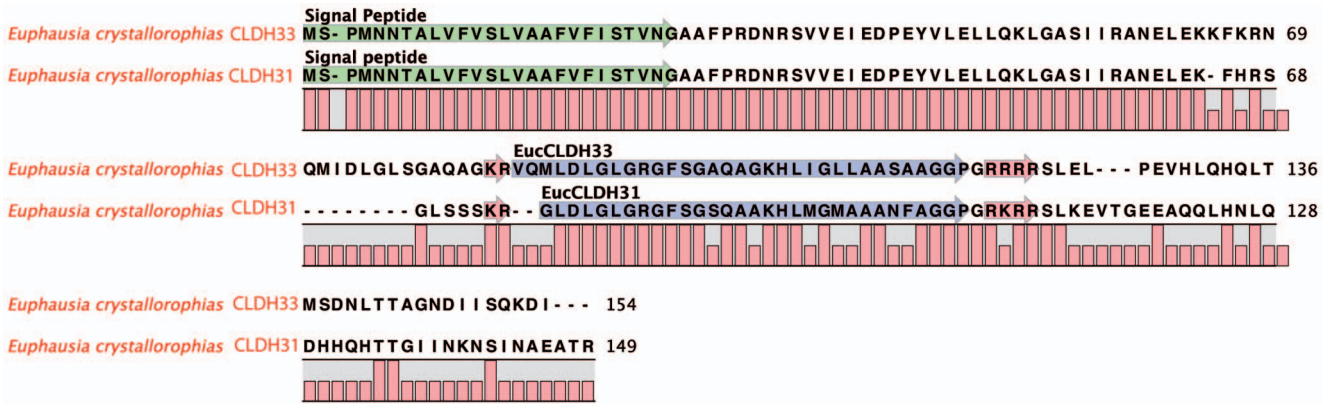 Signal Peptide
Euphausia crystallorophias CLDH33 MS-PMNNTALVFVSLVAAFVFISTVNGAAFPRDNRSVVEIEDPEYVLELLQKLGASIIRANELEKKFKRN 69
Signal peptide
Euphausia crystallorophias CLDH31 MS-PMNNTALVFVSLVAAFVFISTVNGAAFPRDNRSVVEIEDPEYVLELLQKLGASIIRANELEK-FHRS 68
EucCLDH33
Euphausia crystallorophias CLDH33 QMIDLGLSGAQAGKRVQMLDLGLGRGFSGAQAGKHLIGLLAASAAGGPGRRRRSLEL---PEVHLQHQLT 136
EucCLDH31
Euphausia crystallorophias CLDH31 --------GLSSSKR--GLDLGLGRGFSGSQAAKHLMGMAAANFAGGPGRKRRSLKEVTGEEAQQLHNLQ 128
Euphausia crystallorophias CLDH33 MSDNLTTAGNDIISQKDI--- 154
Euphausia crystallorophias CLDH31 DHHQHTTGIINKNSINAEATR 149